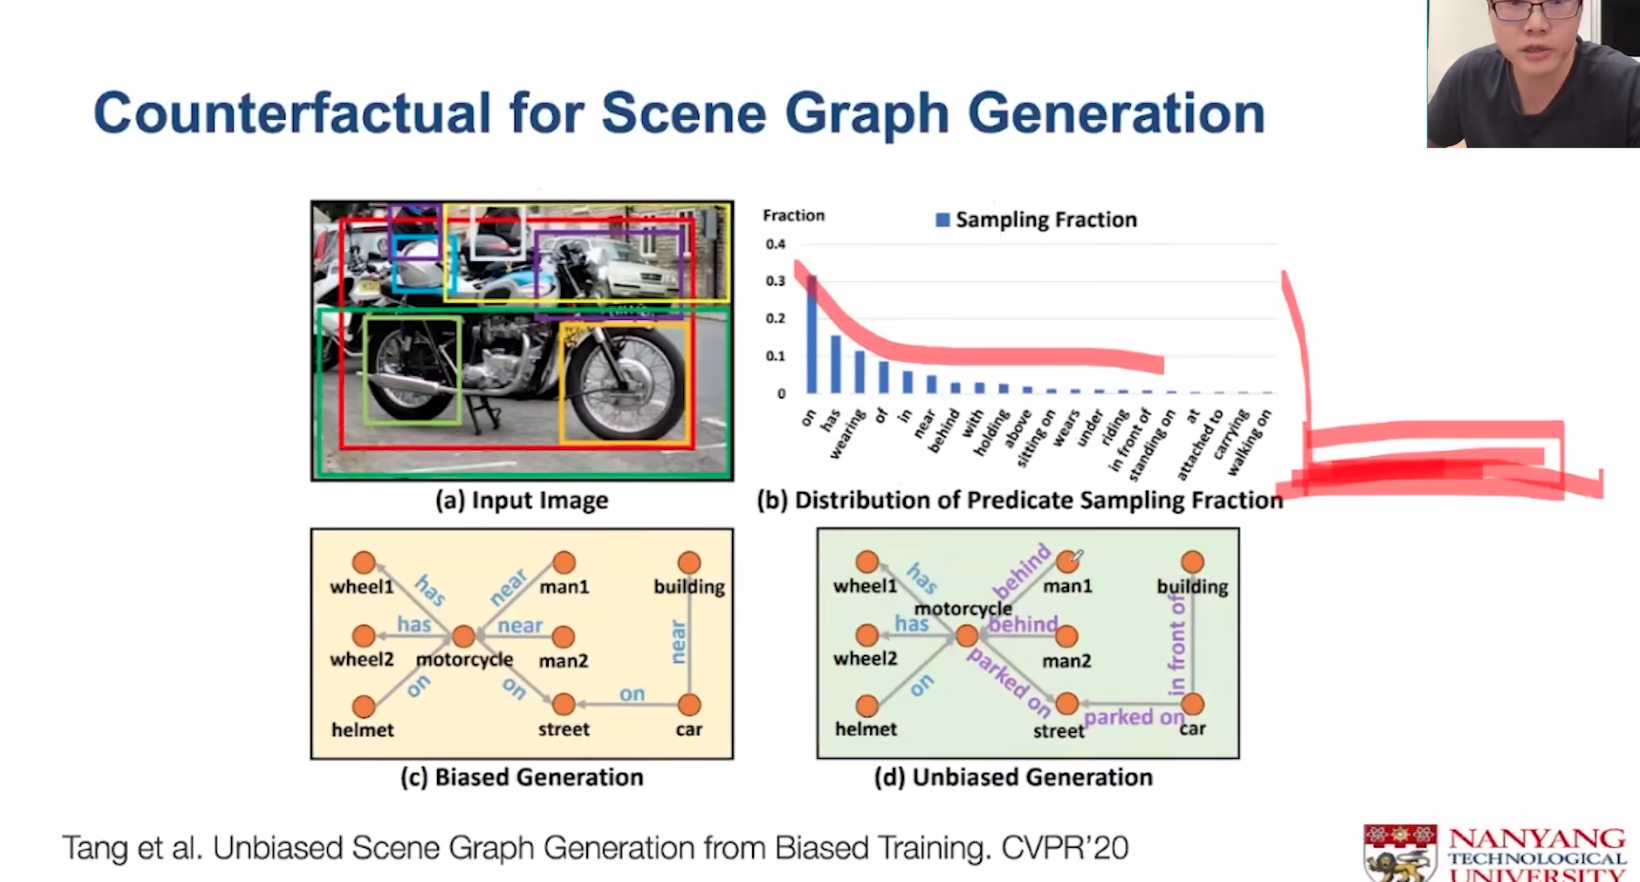 Counterfactual for Scene Graph Generation
Fraction
Sampling Fraction
0.4
0.3
0.2
0.1
0
on
has
wearing
of
in
near
behind
with
holding
above
sitting on
wears
under
riding
in front of
standing on
at
attached to
carrying
walking on
(a) Input Image
(b) Distribution of Predicate Sampling Fraction
wheel1
has
near
man1
building
wheel2
has
motorcycle
near
man2
near
helmet
on
on
street
on
car
(c) Biased Generation
wheel1
has
motorcycle
behind
man1
building
wheel2
has
behind
man2
in front of
helmet
on
parked on
street
parked on
car
(d) Unbiased Generation
Tang et al. Unbiased Scene Graph Generation from Biased Training. CVPR'20
NANYANG
TECHNOLOGICAL
UNIVERSITY